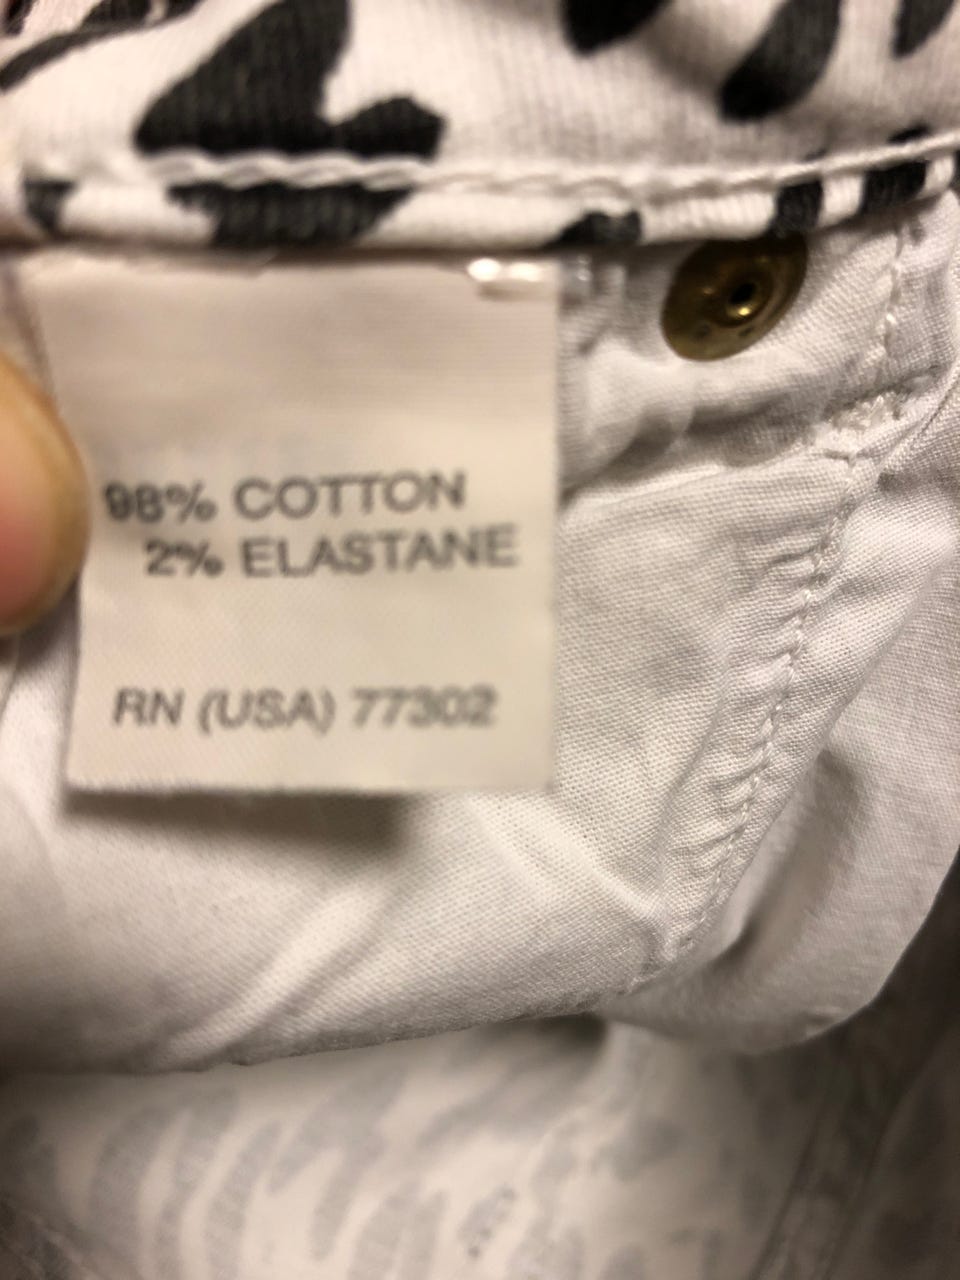 98% COTTON
2% ELASTANE
RN (USA) 77302